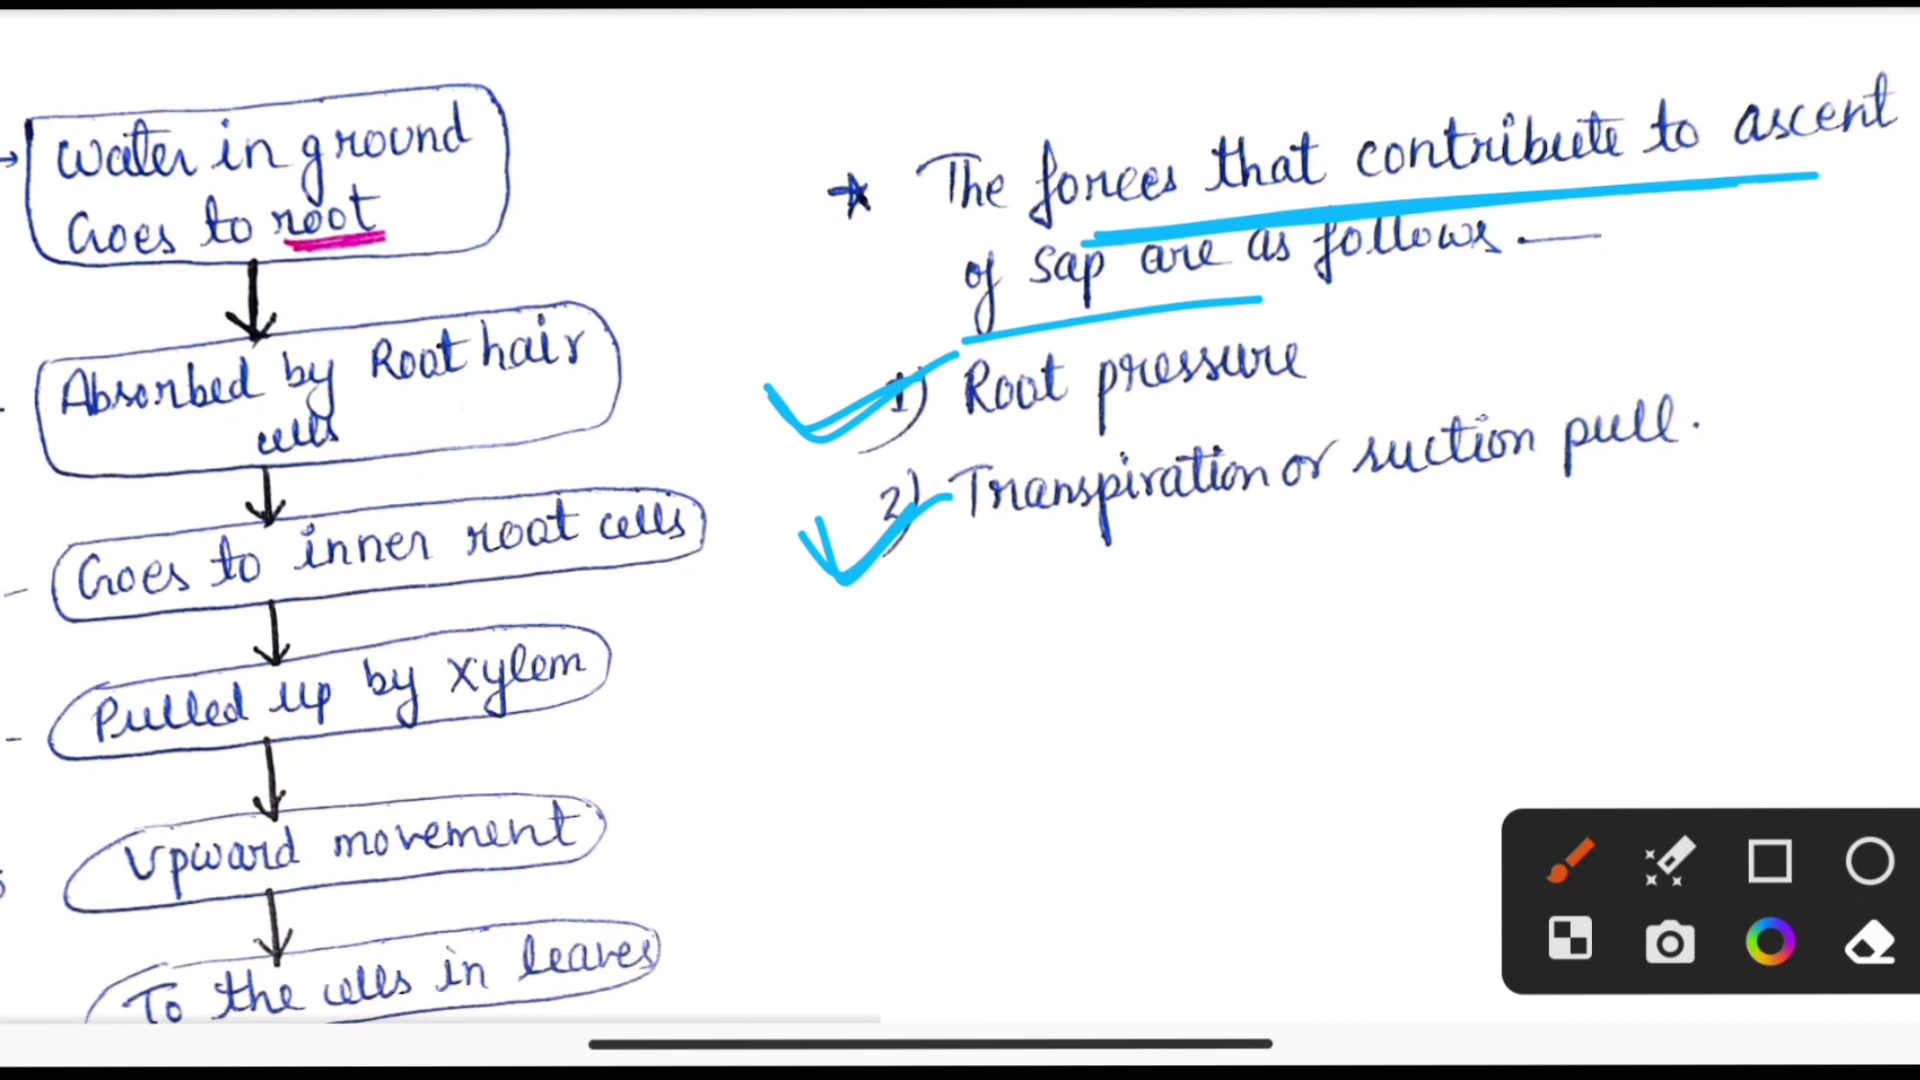 Water in ground
Goes to root
Absorbed by Root hair
cells
Goes to inner root cells
Pulled up by Xylem
Upward movement
To the cells in leaves
The forces that contribute to ascent
of sap are as follows. —
1) Root pressure
2) Transpiration or suction pull.